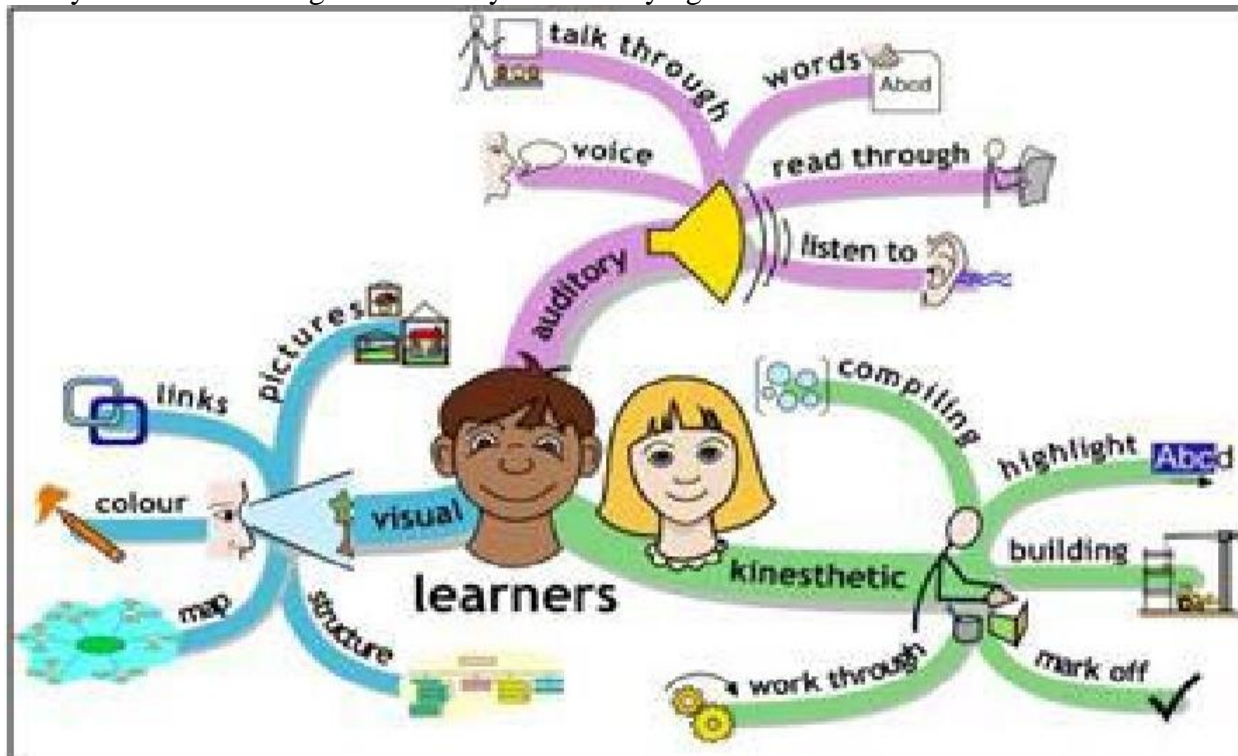 talk through
words
Abcd
voice
read through
listen to
auditory
pictures
links
colour
visual
map
structure
learners
compiling
highlight
Abcd
building
kinesthetic
work through
mark off